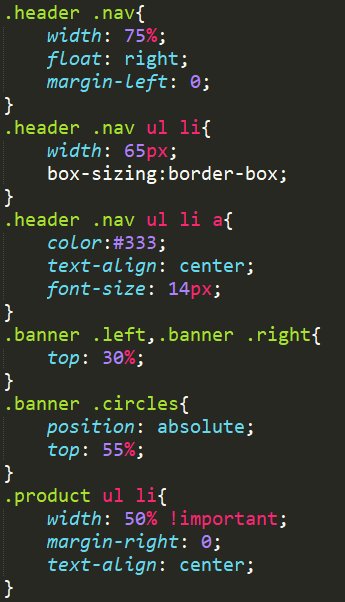 .header .nav{
    width: 75%;
    float: right;
    margin-left: 0;
}
.header .nav ul li{
    width: 65px;
    box-sizing:border-box;
}
.header .nav ul li a{
    color:#333;
    text-align: center;
    font-size: 14px;
}
.banner .left,.banner .right{
    top: 30%;
}
.banner .circles{
    position: absolute;
    top: 55%;
}
.product ul li{
    width: 50% !important;
    margin-right: 0;
    text-align: center;
}